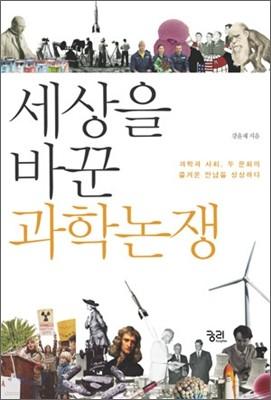 세상을
바꾼
과학논쟁
강윤재 지음
과학과 사회, 두 문화의
즐거운 만남을 상상하다
궁리